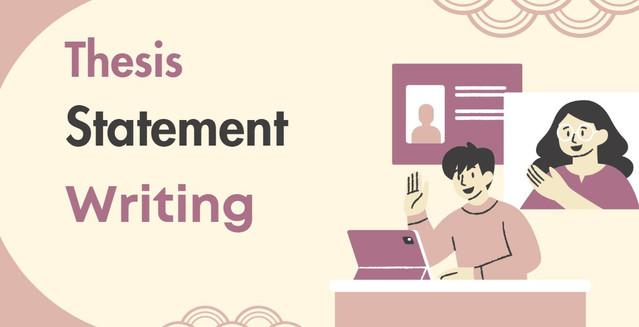 Thesis
Statement
Writing